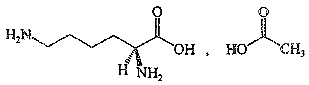 O O
H₂N OH , HO CH₃
H NH₂